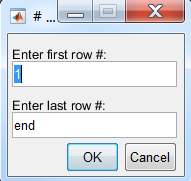 # ...
Enter first row #:
1
Enter last row #:
end
OK Cancel